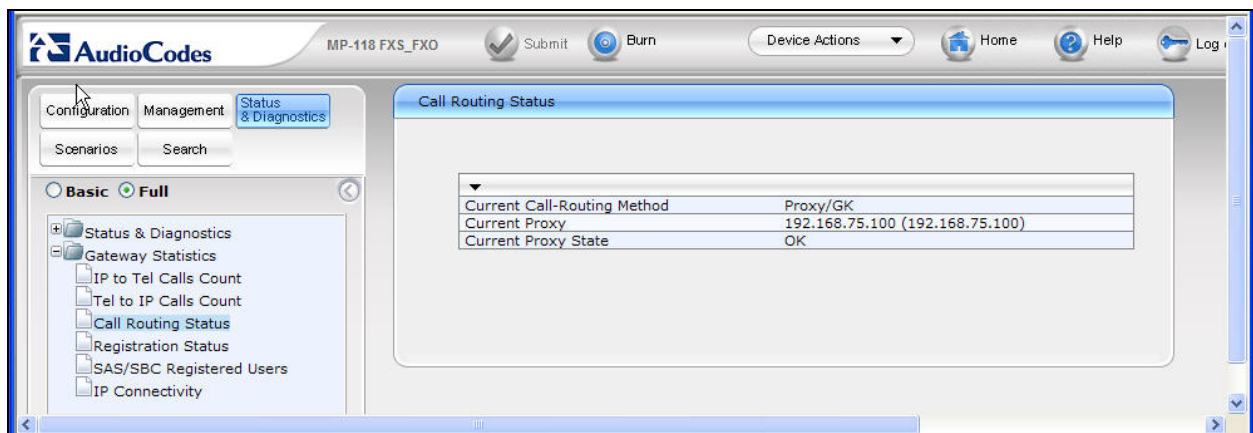 AudioCodes
MP-118 FXS_FXO
Submit
Burn
Device Actions
Home
Help
Log
Configuration
Management
Status
& Diagnostics
Scenarios
Search
Basic
Full
Status & Diagnostics
Gateway Statistics
IP to Tel Calls Count
Tel to IP Calls Count
Call Routing Status
Registration Status
SAS/SBC Registered Users
IP Connectivity
Call Routing Status
Current Call-Routing Method Proxy/GK
Current Proxy 192.168.75.100 (192.168.75.100)
Current Proxy State OK